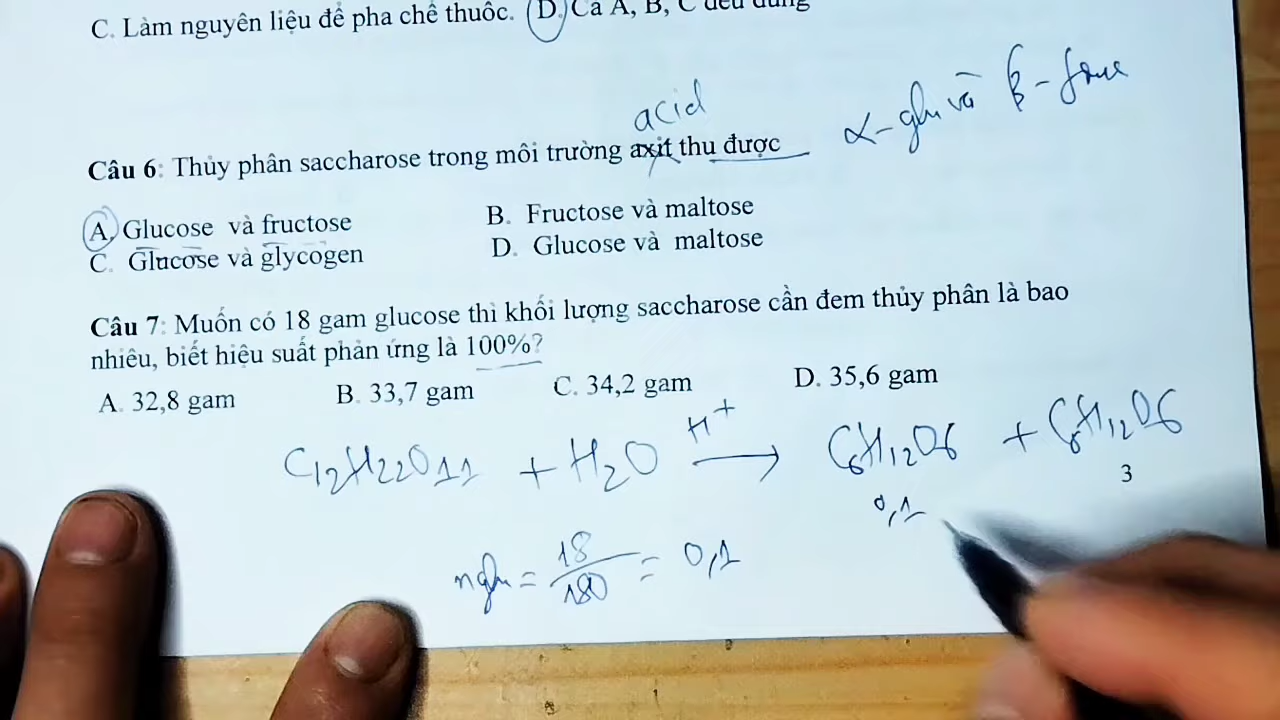 C. Làm nguyên liệu để pha chế thuốc. D. Cả A, B, C đều đúng
acid
α-glu và β-fruc
Câu 6: Thủy phân saccharose trong môi trường axit thu được
A. Glucose và fructose B. Fructose và maltose
C. Glucose và glycogen D. Glucose và maltose
Câu 7: Muốn có 18 gam glucose thì khối lượng saccharose cần đem thủy phân là bao
nhiêu, biết hiệu suất phản ứng là 100%?
A. 32,8 gam B. 33,7 gam C. 34,2 gam D. 35,6 gam
C12H22O11 + H2O H+ → C6H12O6 + C6H12O6
3
0,1
nglu = 18/180 = 0,1